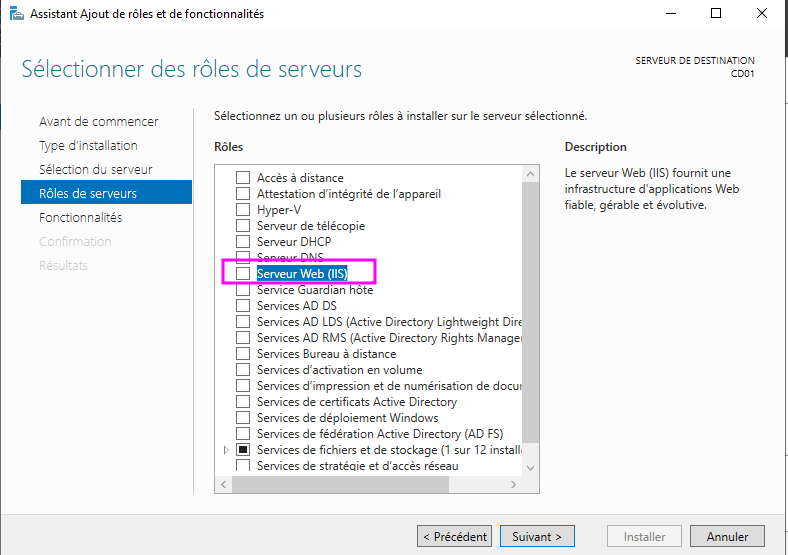 Assistant Ajout de rôles et de fonctionnalités
Sélectionner des rôles de serveurs
SERVEUR DE DESTINATION
CD01
Avant de commencer
Type d'installation
Sélection du serveur
Rôles de serveurs
Fonctionnalités
Confirmation
Résultats
Sélectionnez un ou plusieurs rôles à installer sur le serveur sélectionné.
Rôles
Accès à distance
Attestation d'intégrité de l'appareil
Hyper-V
Serveur de télécopie
Serveur DHCP
Serveur DNS
Serveur Web (IIS)
Service Guardian hôte
Services AD DS
Services AD LDS (Active Directory Lightweight Dire
Services AD RMS (Active Directory Rights Manager
Services Bureau à distance
Services d'activation en volume
Services d'impression et de numérisation de docu
Services de certificats Active Directory
Services de déploiement Windows
Services de fédération Active Directory (AD FS)
Services de fichiers et de stockage (1 sur 12 install
Services de stratégie et d'accès réseau
Description
Le serveur Web (IIS) fournit une
infrastructure d'applications Web
fiable, gérable et évolutive.
< Précédent
Suivant >
Installer
Annuler